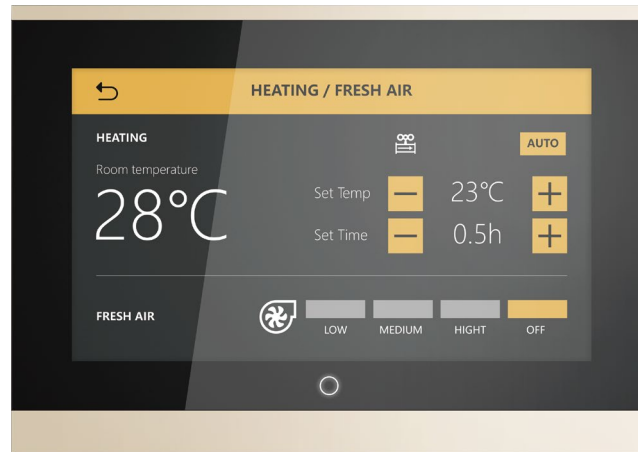 HEATING / FRESH AIR
HEATING
AUTO
Room temperature
28°C
Set Temp
23°C
Set Time
0.5h
FRESH AIR
LOW
MEDIUM
HIGHT
OFF